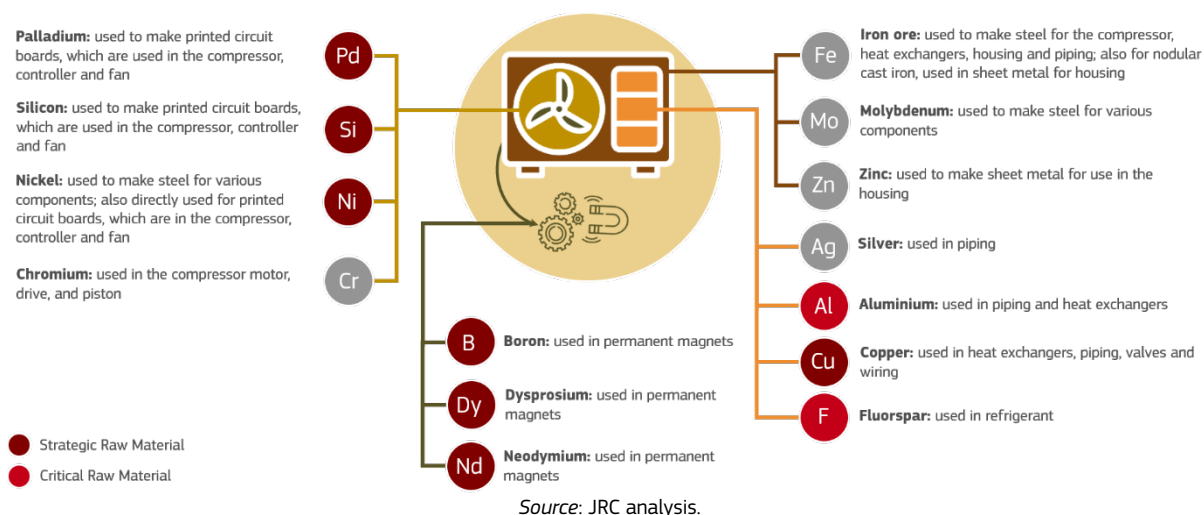 Palladium: used to make printed circuit
boards, which are used in the compressor,
controller and fan
Pd
Silicon: used to make printed circuit boards,
which are used in the compressor, controller
and fan
Si
Nickel: used to make steel for various
components; also directly used for printed
circuit boards, which are in the compressor,
controller and fan
Ni
Chromium: used in the compressor motor,
drive, and piston
Cr
B
Boron: used in permanent magnets
Dy
Dysprosium: used in permanent
magnets
Nd
Neodymium: used in permanent
magnets
Fe
Iron ore: used to make steel for the compressor,
heat exchangers, housing and piping; also for nodular
cast iron, used in sheet metal for housing
Mo
Molybdenum: used to make steel for various
components
Zn
Zinc: used to make sheet metal for use in the
housing
Ag
Silver: used in piping
Al
Aluminium: used in piping and heat exchangers
Cu
Copper: used in heat exchangers, piping, valves and
wiring
F
Fluorspar: used in refrigerant
Strategic Raw Material
Critical Raw Material
Source: JRC analysis.